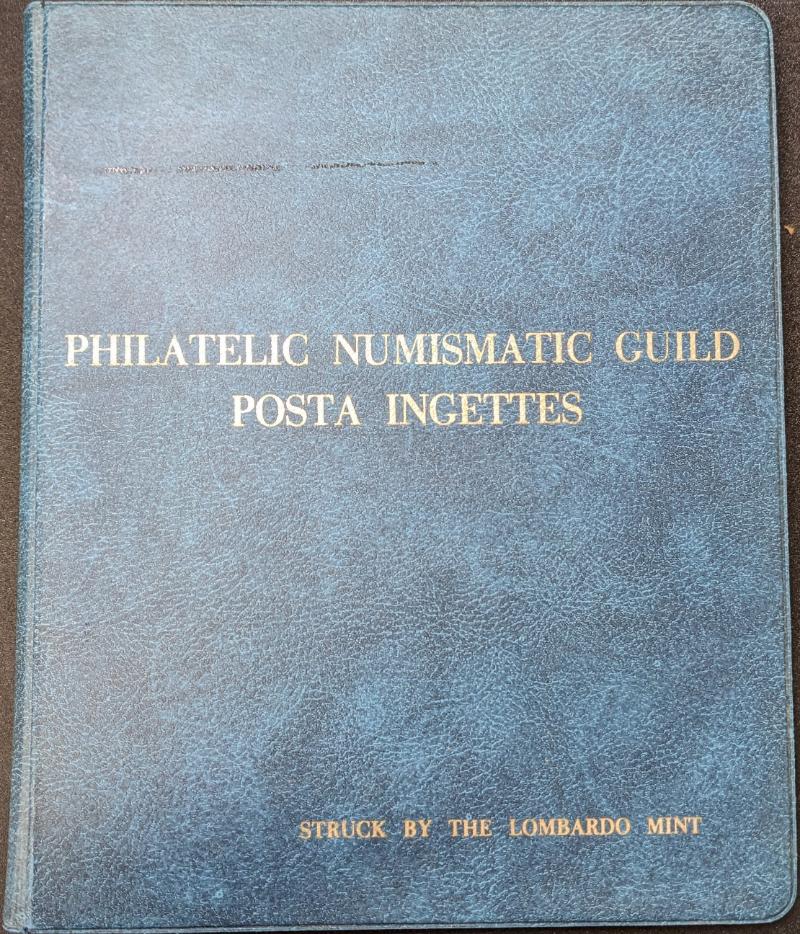 PHILATELIC NUMISMATIC GUILD
POSTA INGETTES
STRUCK BY THE LOMBARDO MINT